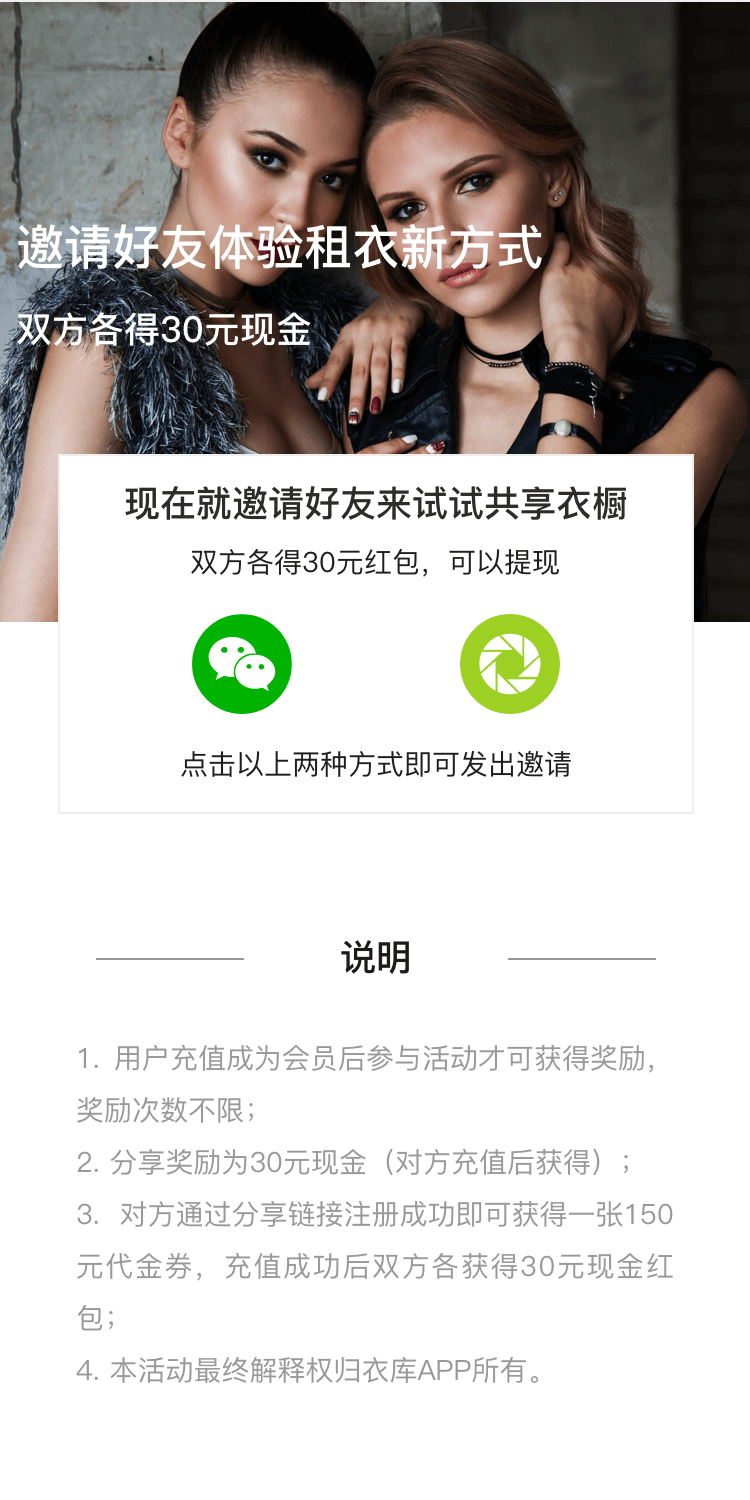 邀请好友体验租衣新方式
双方各得30元现金
现在就邀请好友来试试共享衣橱
双方各得30元红包，可以提现
点击以上两种方式即可发出邀请
说明
1. 用户充值成为会员后参与活动才可获得奖励，
奖励次数不限；
2. 分享奖励为30元现金（对方充值后获得）；
3. 对方通过分享链接注册成功即可获得一张150
元代金券，充值成功后双方各获得30元现金红
包；
4. 本活动最终解释权归衣库APP所有。